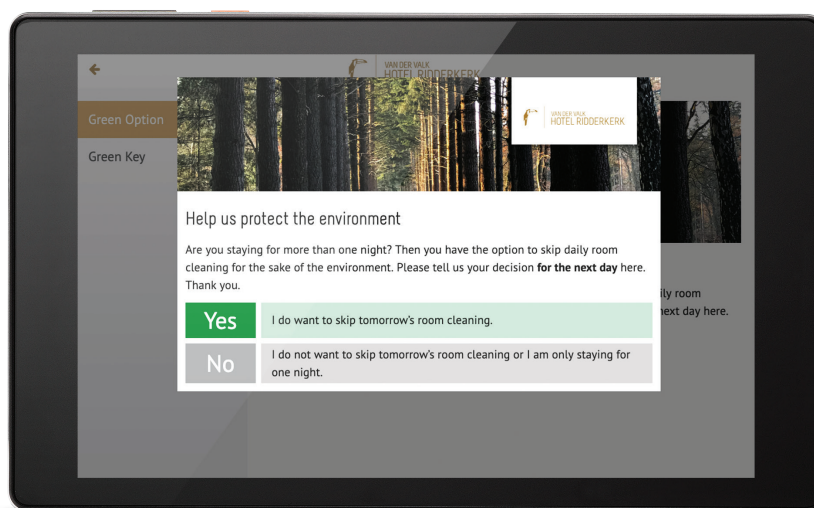 VAN DER VALK
HOTEL RIDDERKERK
Green Option
Green Key
VAN DER VALK
HOTEL RIDDERKERK
Help us protect the environment
Are you staying for more than one night? Then you have the option to skip daily room
cleaning for the sake of the environment. Please tell us your decision for the next day here.
Thank you.
Yes
I do want to skip tomorrow's room cleaning.
No
I do not want to skip tomorrow's room cleaning or I am only staying for
one night.
ily room
next day here.